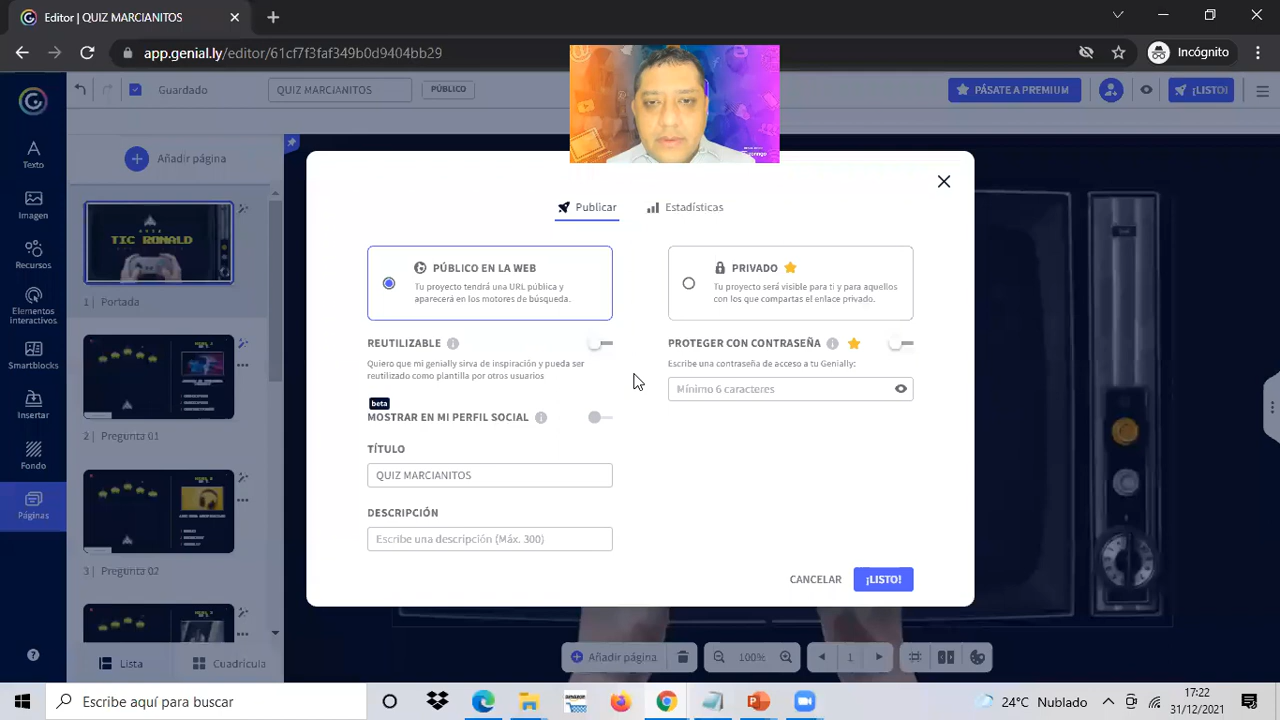 app.genial.ly/editor/61cf7f5faf349bd09404bb29
Incógnito
Guardado
QUIZ MARCIANITOS
PÚBLICO
PÁSATE A PREMIUM
¡LISTO!
Texto
Imagen
Recursos
Elementos
interactivos
Smartblocks
Insertar
Fondo
Páginas
Añadir página
TIC RONALD
1 | Portada
2 | Pregunta 01
3 | Pregunta 02
Lista
Cuadrícula
Publicar
Estadísticas
PÚBLICO EN LA WEB
Tu proyecto tendrá una URL pública y
aparecerá en los motores de búsqueda.
PRIVADO
Tu proyecto será visible para ti y para aquellos
con los que compartas el enlace privado.
REUTILIZABLE
Quiero que mi genially sirva de inspiración y pueda ser
reutilizado como plantilla por otros usuarios
PROTEGER CON CONTRASEÑA
Escribe una contraseña de acceso a tu Genially:
Mínimo 6 caracteres
beta
MOSTRAR EN MI PERFIL SOCIAL
TÍTULO
QUIZ MARCIANITOS
DESCRIPCIÓN
Escribe una descripción (Máx. 300)
CANCELAR
¡LISTO!
Añadir página
100%
1
Escribe aquí para buscar
24°C Nublado
17:22
31/12/2021